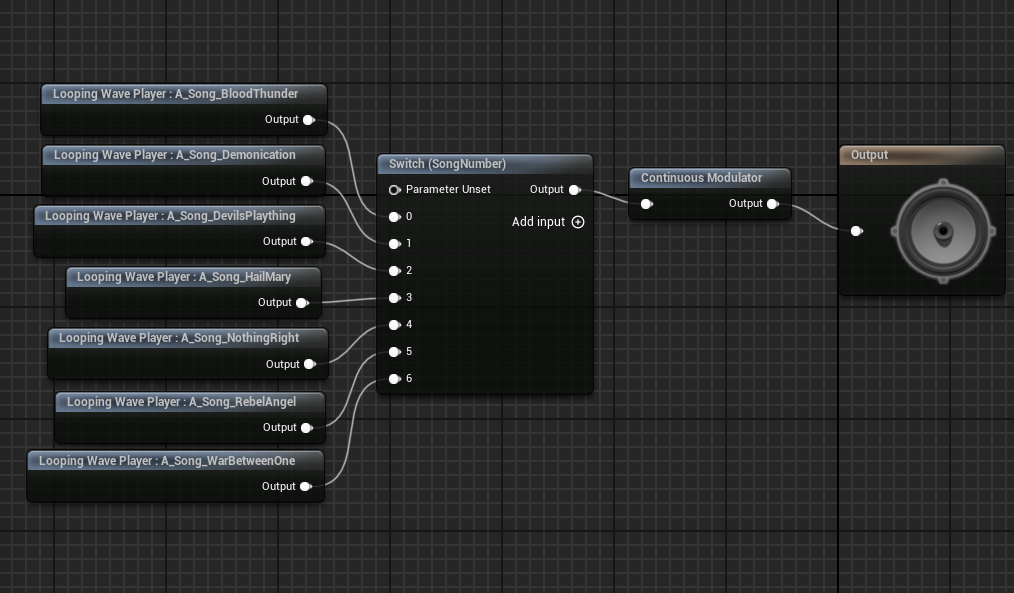 Looping Wave Player : A_Song_BloodThunder
Output
Looping Wave Player : A_Song_Demonication
Output
Looping Wave Player : A_Song_DevilsPlaything
Output
Looping Wave Player : A_Song_HailMary
Output
Looping Wave Player : A_Song_NothingRight
Output
Looping Wave Player : A_Song_RebelAngel
Output
Looping Wave Player : A_Song_WarBetweenOne
Output
Switch (SongNumber)
Parameter Unset Output
0
Add input
1
2
3
4
5
6
Continuous Modulator
Output
Output